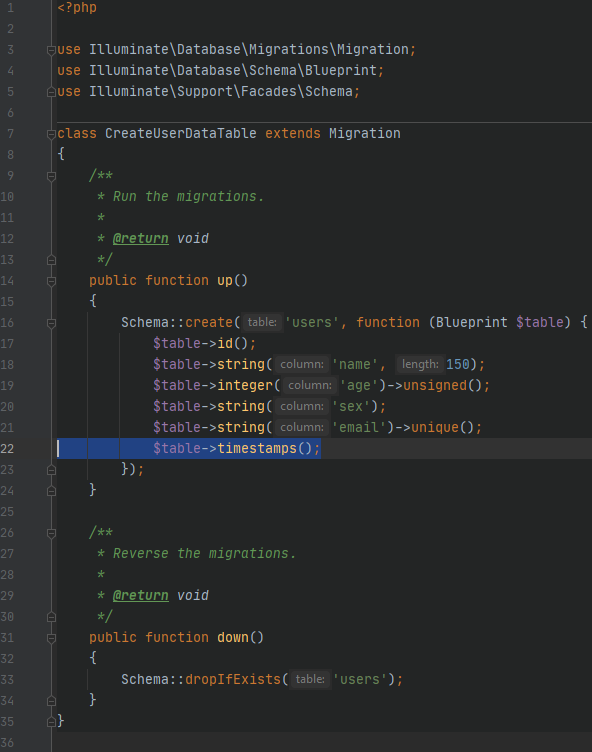 1 <?php
2
3 use Illuminate\Database\Migrations\Migration;
4 use Illuminate\Database\Schema\Blueprint;
5 use Illuminate\Support\Facades\Schema;
6
7 class CreateUserDataTable extends Migration
8 {
9     /**
10      * Run the migrations.
11      *
12      * @return void
13      */
14     public function up()
15     {
16         Schema::create( table: 'users', function (Blueprint $table) {
17             $table->id();
18             $table->string( column: 'name', length: 150);
19             $table->integer( column: 'age')->unsigned();
20             $table->string( column: 'sex');
21             $table->string( column: 'email')->unique();
22             $table->timestamps();
23         });
24     }
25
26     /**
27      * Reverse the migrations.
28      *
29      * @return void
30      */
31     public function down()
32     {
33         Schema::dropIfExists( table: 'users');
34     }
35 }
36